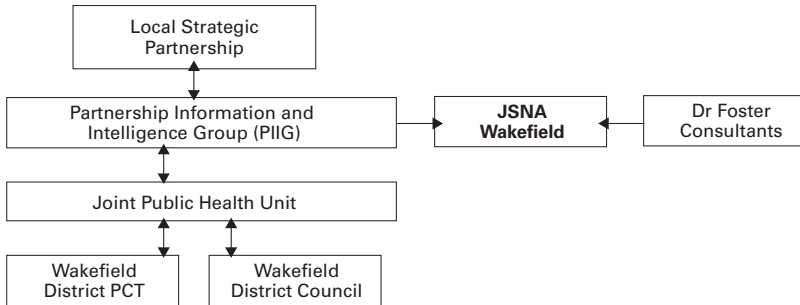 Local Strategic
Partnership
Partnership Information and
Intelligence Group (PIIG)
JSNA
Wakefield
Dr Foster
Consultants
Joint Public Health Unit
Wakefield
District PCT
Wakefield
District Council